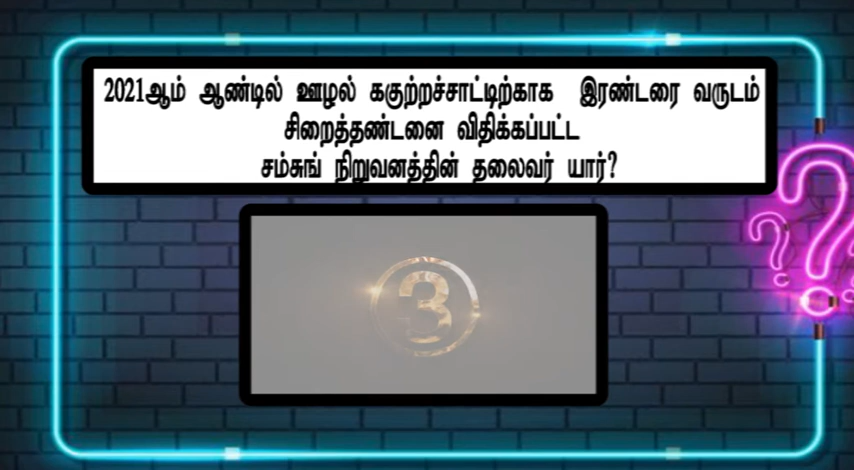 2021ஆம் ஆண்டில் ஊழல் ககுற்றச்சாட்டிற்காக இரண்டரை வருடம்
சிறைத்தண்டனை விதிக்கப்பட்ட
சம்சுங் நிறுவனத்தின் தலைவர் யார்?
3